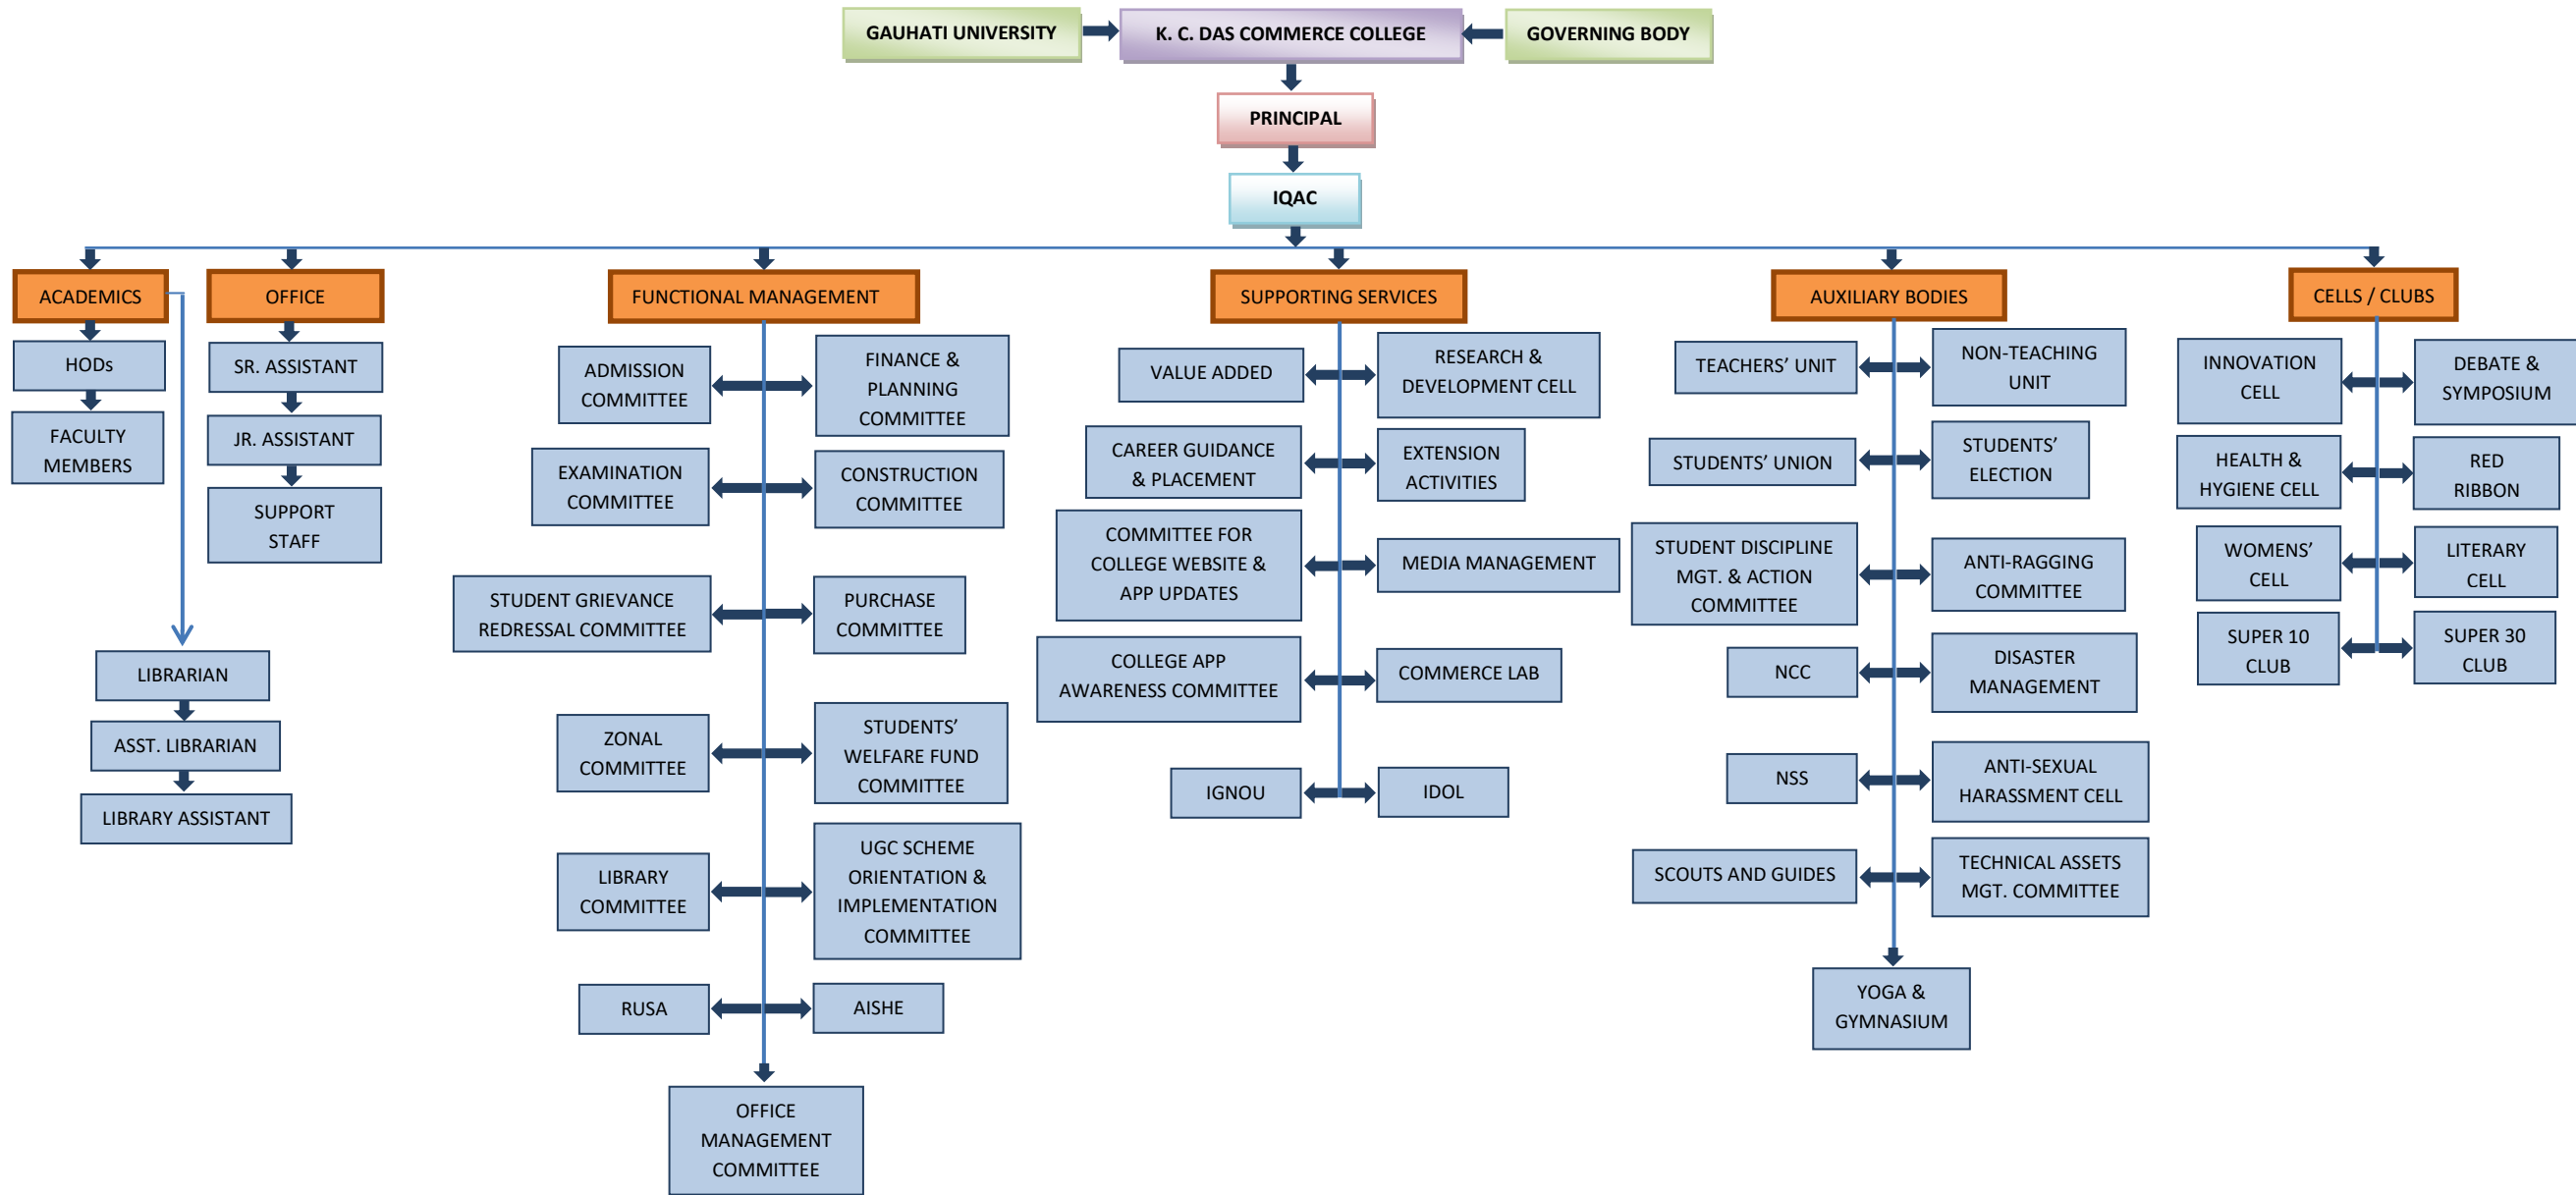 GAUHATI UNIVERSITY
K. C. DAS COMMERCE COLLEGE
GOVERNING BODY
PRINCIPAL
IQAC
ACADEMICS
OFFICE
FUNCTIONAL MANAGEMENT
SUPPORTING SERVICES
AUXILIARY BODIES
CELLS / CLUBS
HODs
FACULTY
MEMBERS
LIBRARIAN
ASST. LIBRARIAN
LIBRARY ASSISTANT
SR. ASSISTANT
JR. ASSISTANT
SUPPORT
STAFF
ADMISSION
COMMITTEE
FINANCE &
PLANNING
COMMITTEE
EXAMINATION
COMMITTEE
CONSTRUCTION
COMMITTEE
STUDENT GRIEVANCE
REDRESSAL COMMITTEE
PURCHASE
COMMITTEE
ZONAL
COMMITTEE
STUDENTS’
WELFARE FUND
COMMITTEE
LIBRARY
COMMITTEE
UGC SCHEME
ORIENTATION &
IMPLEMENTATION
COMMITTEE
RUSA
AISHE
OFFICE
MANAGEMENT
COMMITTEE
VALUE ADDED
RESEARCH &
DEVELOPMENT CELL
CAREER GUIDANCE
& PLACEMENT
EXTENSION
ACTIVITIES
COMMITTEE FOR
COLLEGE WEBSITE &
APP UPDATES
MEDIA MANAGEMENT
COLLEGE APP
AWARENESS COMMITTEE
COMMERCE LAB
IGNOU
IDOL
TEACHERS’ UNIT
NON-TEACHING
UNIT
STUDENTS’ UNION
STUDENTS’
ELECTION
STUDENT DISCIPLINE
MGT. & ACTION
COMMITTEE
ANTI-RAGGING
COMMITTEE
NCC
DISASTER
MANAGEMENT
NSS
ANTI-SEXUAL
HARASSMENT CELL
SCOUTS AND GUIDES
TECHNICAL ASSETS
MGT. COMMITTEE
YOGA &
GYMNASIUM
INNOVATION
CELL
DEBATE &
SYMPOSIUM
HEALTH &
HYGIENE CELL
RED
RIBBON
WOMENS’
CELL
LITERARY
CELL
SUPER 10
CLUB
SUPER 30
CLUB